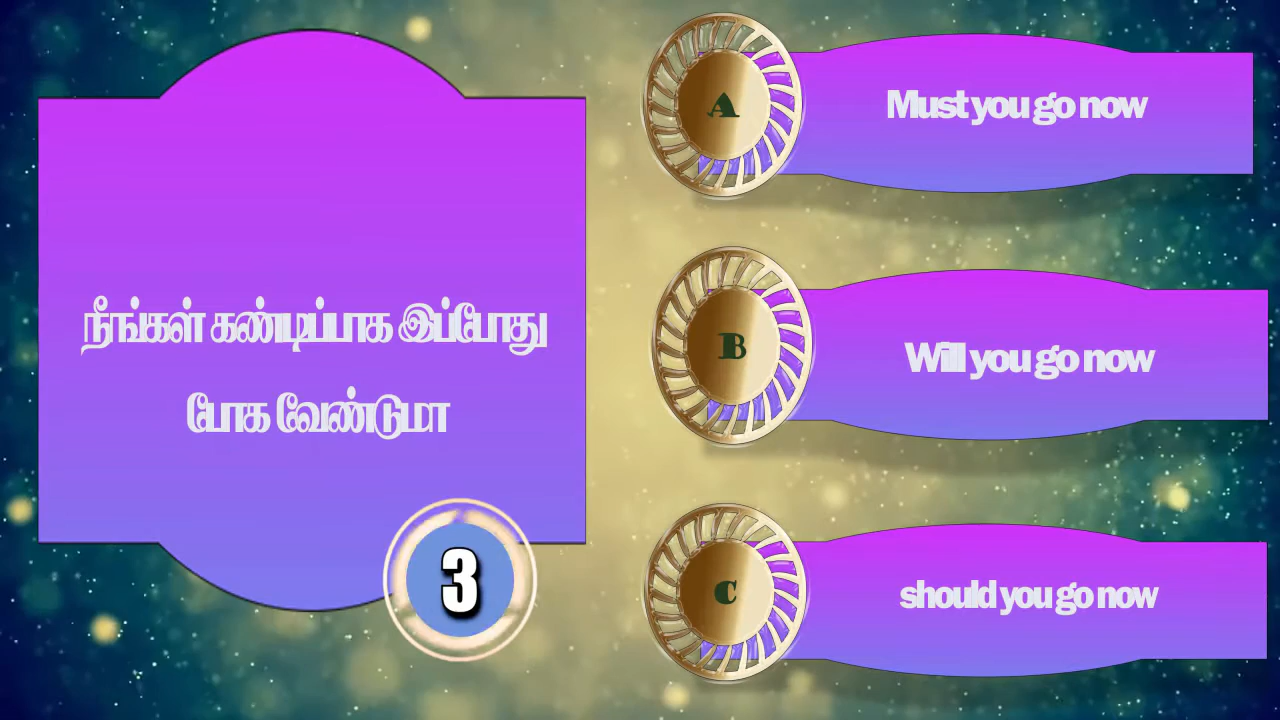 நீங்கள் கண்டிப்பாக இப்போது
போக வேண்டுமா
3
A
Must you go now
B
Will you go now
C
should you go now